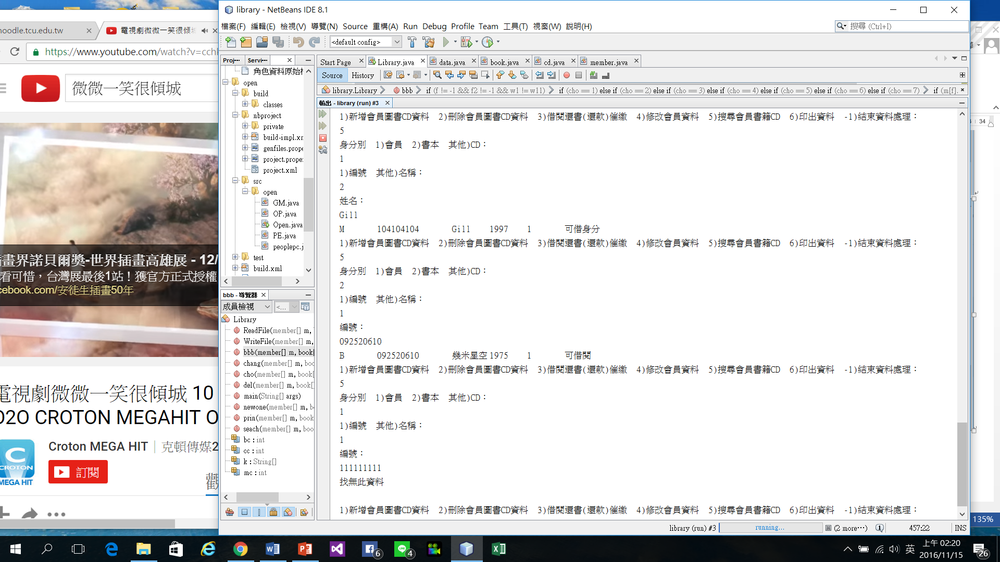 library - NetBeans IDE 8.1
檔案(F) 編輯(E) 檢視(V) 導覽(N) Source 重構(A) Run Debug Profile Team 工具(T) 視窗(W) 說明(H)
搜尋 (Ctrl+I)
<default config>
noodle.tcu.edu.tw
電視劇微微一笑很傾城
https://www.youtube.com/watch?v=cchl
微微一笑很傾城
插畫界諾貝爾獎-世界插畫高雄展 - 12/
看可惜，台灣展最後1站！獲官方正式授權
cebook.com/安徒生插畫50年
電視劇微微一笑很傾城 10
O2O CROTON MEGAHIT O
Croton MEGA HIT｜克頓傳媒2
C
CROTON
MEGA HIT
訂閱
觀
Proj⋯
Servi⋯
角色資料原始檔
open
build
classes
nbproject
private
build-impl.xr
genfiles.prope
project.prope
project.xml
src
open
GM.java
OP.java
Open.java
PE.java
peoplepc.j
test
build.xml
bbb - 導覽器
成員檢視
<...
Library
ReadFile(member[] m,
WriteFile(member[] m,
bbb(member[] m, book[
chang(member[] m, boo
cho(member[] m, book[
del(member[] m, book[]
main(String[] args)
newone(member[] m, b
prin(member[] m, book
seach(member[] m, boo
bc : int
cc : int
k : String[]
mc : int
Start Page
Library.java
data.java
book.java
cd.java
member.java
Source
History
library.Library
bbb
if (f != -1 && f2 != -1 && w1 != w11)
if (cho == 1) else if (cho == 2) else if (cho == 3) else if (cho == 4) else if (cho == 5) else if (cho == 6) else if (cho == 7)
if (m[f].
輸出 - library (run) #3
1)新增會員圖書CD資料 2)刪除會員圖書CD資料 3)借閱還書(還款)催繳 4)修改會員資料 5)搜尋會員書籍CD 6)印出資料 -1)結束資料處理：
5
身分別 1)會員 2)書本 其他)CD：
1
1)編號 其他)名稱：
2
姓名：
Gill
M 104104104 Gill 1997 1 可借身分
1)新增會員圖書CD資料 2)刪除會員圖書CD資料 3)借閱還書(還款)催繳 4)修改會員資料 5)搜尋會員書籍CD 6)印出資料 -1)結束資料處理：
5
身分別 1)會員 2)書本 其他)CD：
2
1)編號 其他)名稱：
1
編號：
092520610
B 092520610 幾米星空 1975 1 可借閱
1)新增會員圖書CD資料 2)刪除會員圖書CD資料 3)借閱還書(還款)催繳 4)修改會員資料 5)搜尋會員書籍CD 6)印出資料 -1)結束資料處理：
5
身分別 1)會員 2)書本 其他)CD：
1
1)編號 其他)名稱：
1
編號：
111111111
找無此資料
1)新增會員圖書CD資料 2)刪除會員圖書CD資料 3)借閱還書(還款)催繳 4)修改會員資料 5)搜尋會員書籍CD 6)印出資料 -1)結束資料處理：
library (run) #3
running...
(2 more⋯)
457:22
INS
34
135%
6
4
英
上午 02:20
2016/11/15
26